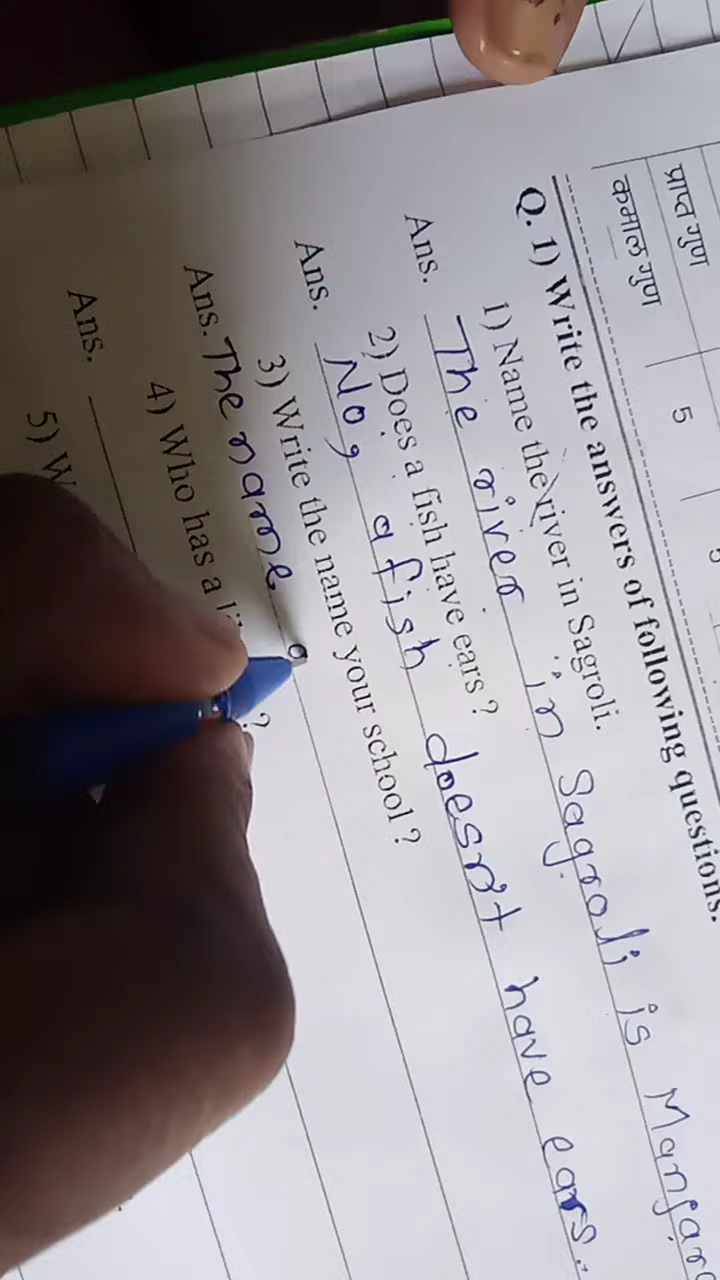 प्राप्त गुण
कमाल गुण 5
Q. 1) Write the answers of following questions.
1) Name the river in Sagroli.
Ans. The river in Sagroli is
2) Does a fish have ears ?
Ans. No, a fish doesn't have ears.
3) Write the name your school ?
Ans. The name
4) Who has a ?
Ans.
5)